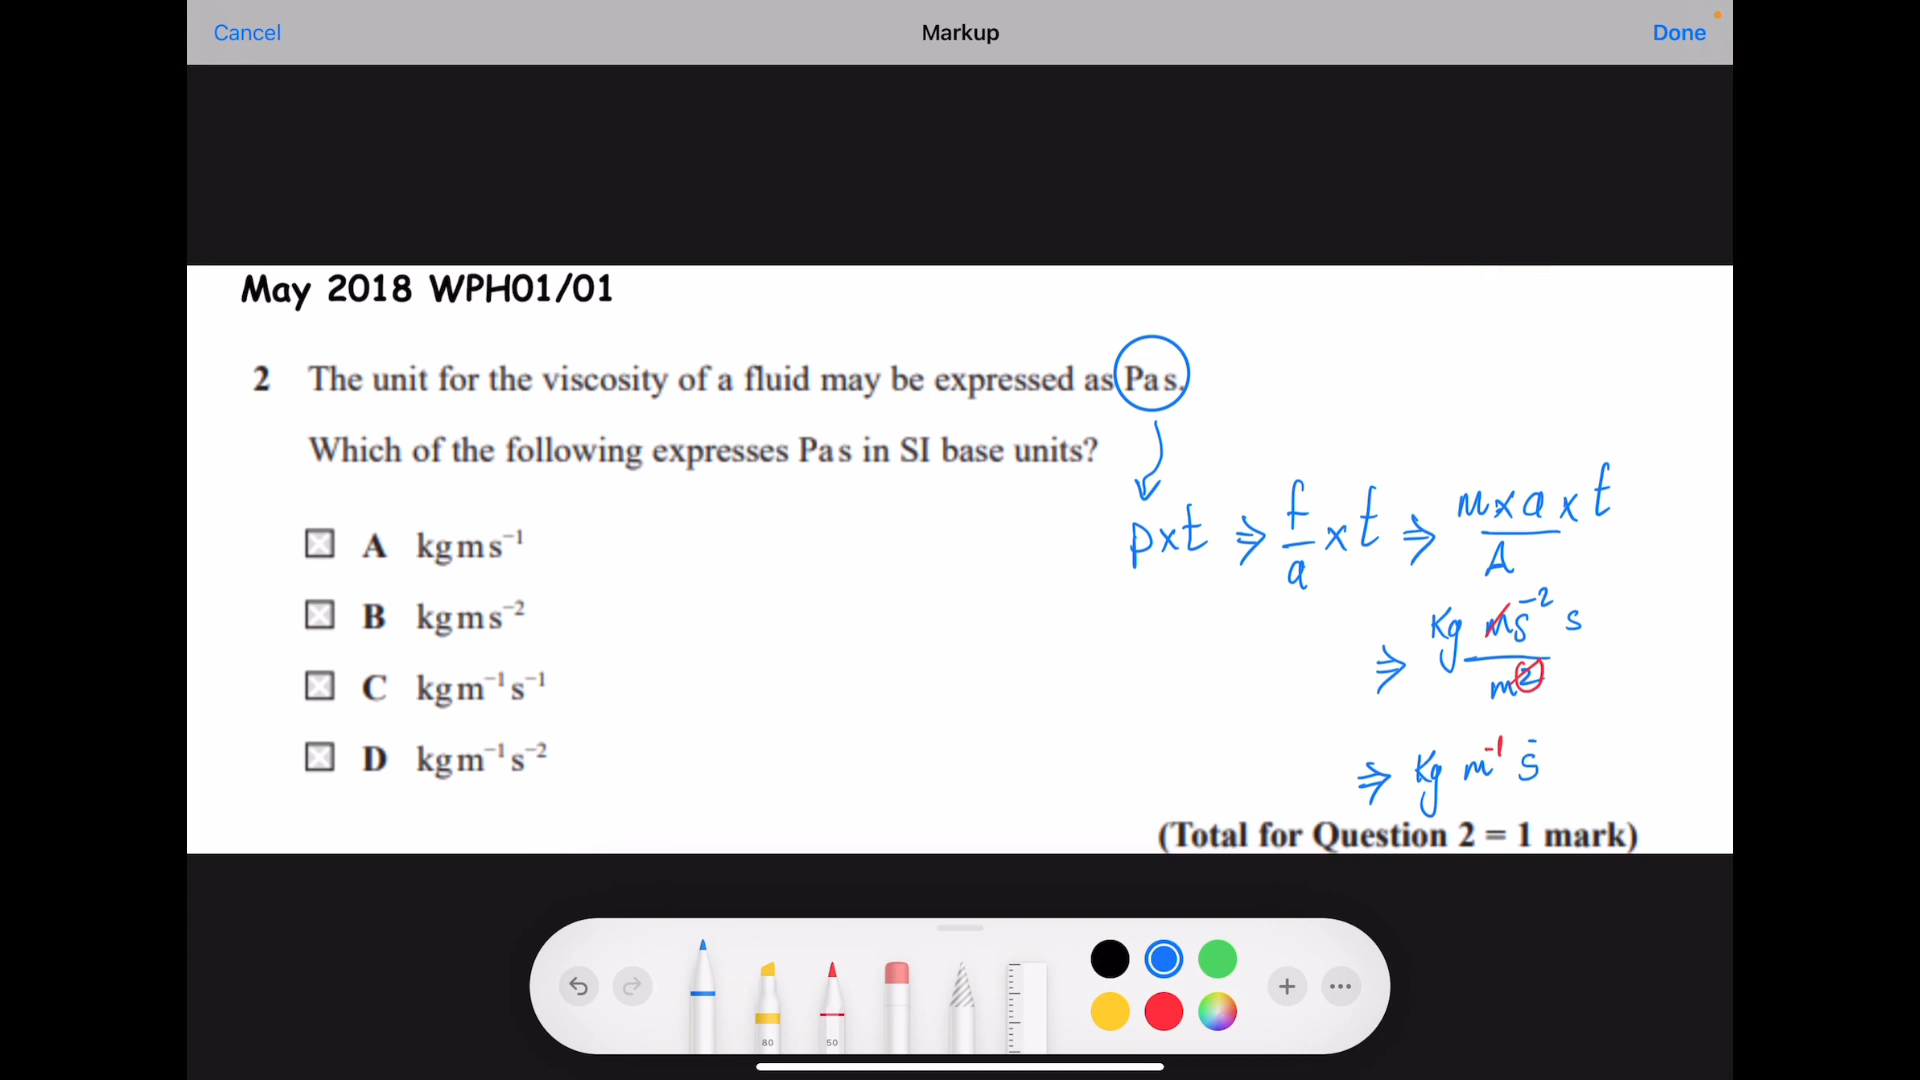 Cancel Markup Done
May 2018 WPH01/01
2 The unit for the viscosity of a fluid may be expressed as Pa s.
Which of the following expresses Pa s in SI base units?
p×t ⇒ f/a × t ⇒ m×a×t/A
A kg m s⁻¹
B kg m s⁻²
⇒ Kg ms⁻² s/m²
C kg m⁻¹ s⁻¹
D kg m⁻¹ s⁻²
⇒ Kg m⁻¹ s⁻
(Total for Question 2 = 1 mark)
80 50